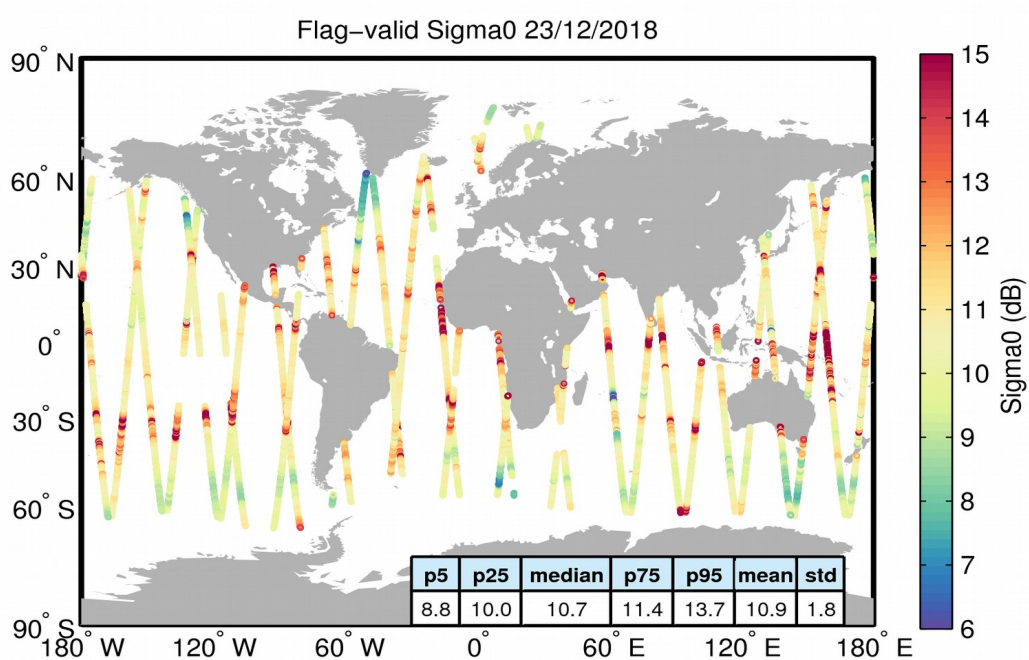 Flag−valid Sigma0 23/12/2018
90° N
60° N
30° N
0°
30° S
60° S
90° S
180° W 120° W 60° W 0° 60° E 120° E 180° E
15
14
13
12
11
10
9
8
7
6
Sigma0 (dB)
p5 p25 median p75 p95 mean std
8.8 10.0 10.7 11.4 13.7 10.9 1.8